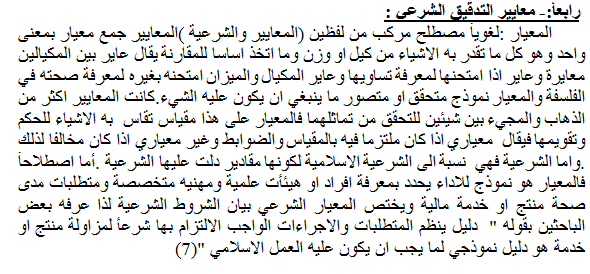 رابعاً:- معايير التدقيق الشرعي :
المعيار :لغوياً مصطلح مركب من لفظين (المعايير والشرعية )المعايير جمع معيار بمعنى
واحد وهو كل ما تقدر به الاشياء من كيل او وزن وما اتخذ اساسا للمقارنة يقال عاير بين المكيالين
معايرة وعاير اذا امتحنها لمعرفة تساويها وعاير المكيال والميزان امتحنه بغيره لمعرفة صحته في
الفلسفة والمعيار نموذج متحقق او متصور ما ينبغي ان يكون عليه الشيء.كانت المعايير اكثر من
الذهاب والمجيء بين شيئين للتحقق من تماثلهما فالمعيار على هذا مقياس تقاس به الاشياء للحكم
وتقويمها فيقال معياري اذا كان ملتزما فيه بالمقياس والضوابط وغير معياري اذا كان مخالفا لذلك
.واما الشرعية فهي نسبة الى الشرعية الاسلامية لكونها مقادير دلت عليها الشرعية .أما اصطلاحاً
فالمعيار هو نموذج للاداء يحدد بمعرفة افراد او هيئات علمية ومهنيه متخصصة ومتطلبات مدى
صحة منتج او خدمة مالية ويختص المعيار الشرعي بيان الشروط الشرعية لذا عرفه بعض
الباحثين بقوله " دليل ينظم المتطلبات والاجراءات الواجب الالتزام بها شرعاً لمزاولة منتج او
خدمة هو دليل نموذجي لما يجب ان يكون عليه العمل الاسلامي "(7)